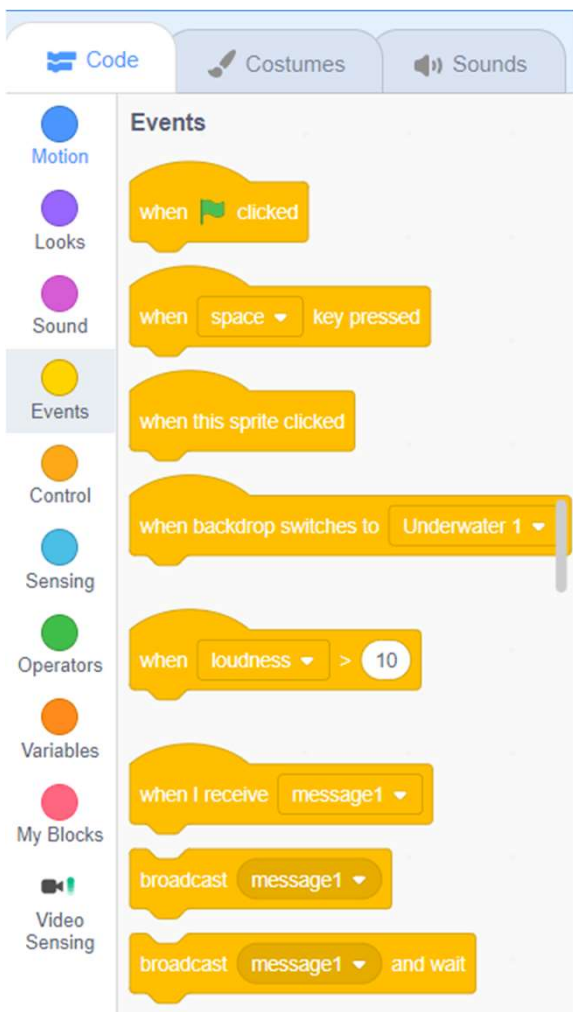 Code
Costumes
Sounds
Motion
Looks
Sound
Events
Control
Sensing
Operators
Variables
My Blocks
Video
Sensing
Events
when clicked
when space key pressed
when this sprite clicked
when backdrop switches to Underwater 1
when loudness > 10
when I receive message1
broadcast message1
broadcast message1 and wait